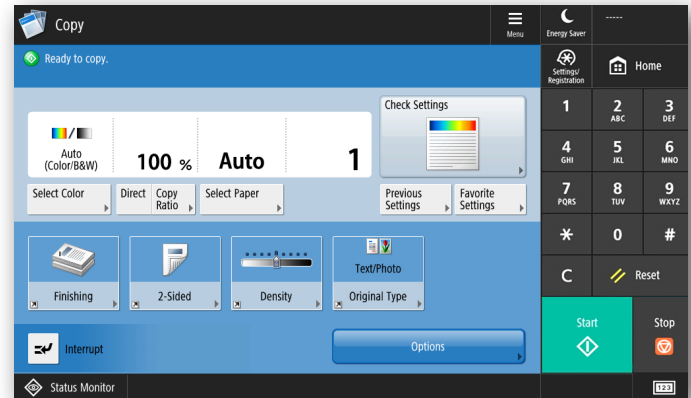 Copy
Menu
Energy Saver
-----
Ready to copy.
Settings/
Registration
Home
Check Settings
Auto
(Color/B&W)
100 %
Auto
1
Select Color
Direct
Copy
Ratio
Select Paper
Previous
Settings
Favorite
Settings
Finishing
2-Sided
Density
Text/Photo
Original Type
Interrupt
Options
Status Monitor
1
2
ABC
3
DEF
4
GHI
5
JKL
6
MNO
7
PQRS
8
TUV
9
WXYZ
*
0
#
C
Reset
Start
Stop
123